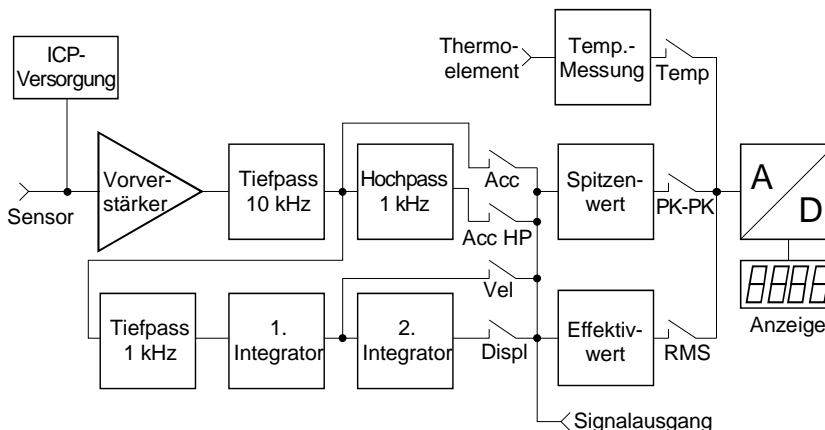 ICP-
Versorgung
Thermo-
element
Temp.-
Messung
Temp
Sensor
Vorver-
stärker
Tiefpass
10 kHz
Hochpass
1 kHz
Acc
Acc HP
Spitzen-
wert
PK-PK
A
D
Tiefpass
1 kHz
1.
Integrator
2.
Integrator
Vel
Displ
Effektiv-
wert
RMS
8888
Anzeige
Signalausgang